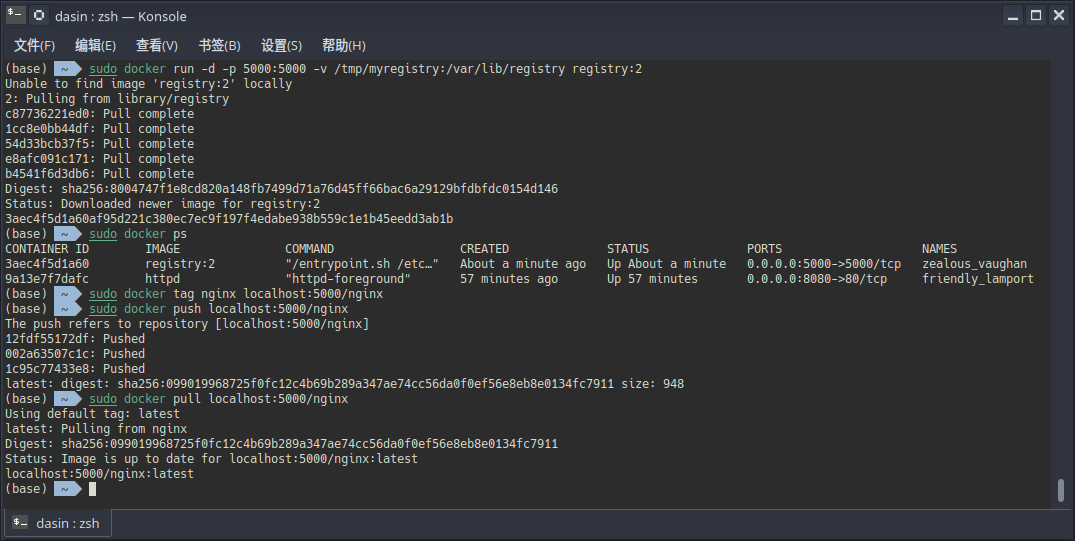 dasin : zsh — Konsole
文件(F) 编辑(E) 查看(V) 书签(B) 设置(S) 帮助(H)
(base) ~ sudo docker run -d -p 5000:5000 -v /tmp/myregistry:/var/lib/registry registry:2
Unable to find image 'registry:2' locally
2: Pulling from library/registry
c87736221ed0: Pull complete
1cc8e0bb44df: Pull complete
54d33bcb37f5: Pull complete
e8afc091c171: Pull complete
b4541f6d3db6: Pull complete
Digest: sha256:8004747f1e8cd820a148fb7499d71a76d45ff66bac6a29129bfdbfdc0154d146
Status: Downloaded newer image for registry:2
3aec4f5d1a60af95d221c380ec7ec9f197f4edabe938b559c1e1b45eedd3ab1b
(base) ~ sudo docker ps
CONTAINER ID IMAGE COMMAND CREATED STATUS PORTS NAMES
3aec4f5d1a60 registry:2 "/entrypoint.sh /etc…" About a minute ago Up About a minute 0.0.0.0:5000->5000/tcp zealous_vaughan
9a13e7f7dafc httpd "httpd-foreground" 57 minutes ago Up 57 minutes 0.0.0.0:8080->80/tcp friendly_lamport
(base) ~ sudo docker tag nginx localhost:5000/nginx
(base) ~ sudo docker push localhost:5000/nginx
The push refers to repository [localhost:5000/nginx]
12fdf55172df: Pushed
002a63507c1c: Pushed
1c95c77433e8: Pushed
latest: digest: sha256:099019968725f0fc12c4b69b289a347ae74cc56da0f0ef56e8eb8e0134fc7911 size: 948
(base) ~ sudo docker pull localhost:5000/nginx
Using default tag: latest
latest: Pulling from nginx
Digest: sha256:099019968725f0fc12c4b69b289a347ae74cc56da0f0ef56e8eb8e0134fc7911
Status: Image is up to date for localhost:5000/nginx:latest
localhost:5000/nginx:latest
(base) ~
dasin : zsh